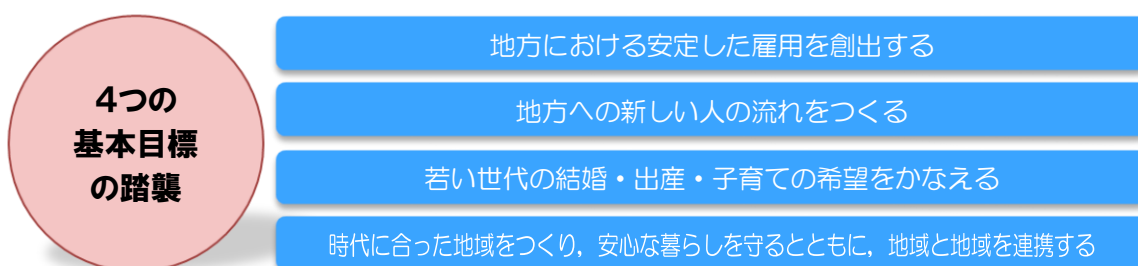 4つの
基本目標
の踏襲
地方における安定した雇用を創出する
地方への新しい人の流れをつくる
若い世代の結婚・出産・子育ての希望をかなえる
時代に合った地域をつくり，安心な暮らしを守るとともに，地域と地域を連携する